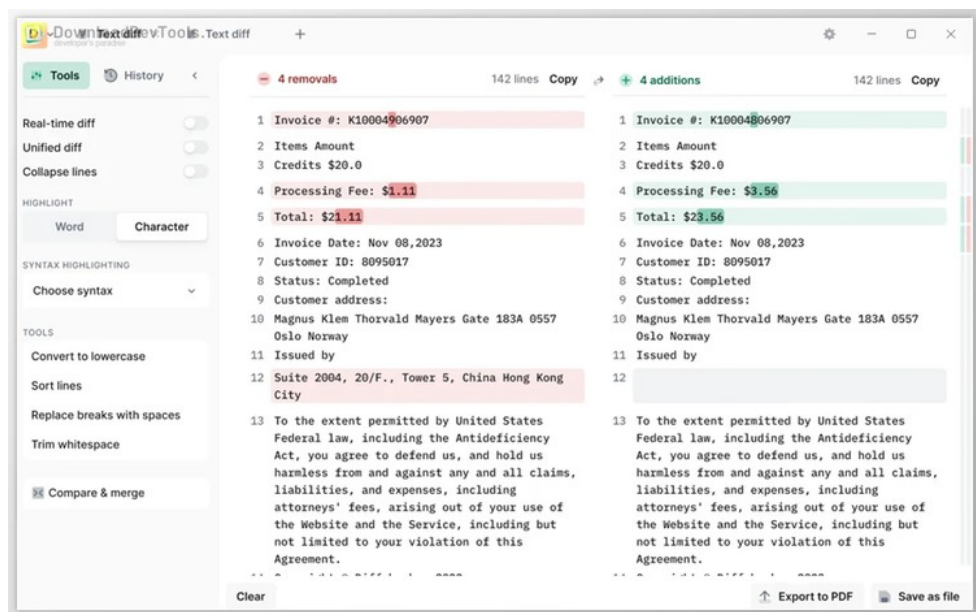 DownloadDevTools
developer's paradise
Text diff
Text diff
Tools
History
4 removals
142 lines
Copy
4 additions
142 lines
Copy
Real-time diff
Unified diff
Collapse lines
HIGHLIGHT
Word
Character
SYNTAX HIGHLIGHTING
Choose syntax
TOOLS
Convert to lowercase
Sort lines
Replace breaks with spaces
Trim whitespace
Compare & merge
1 Invoice #: K10004906907
2 Items Amount
3 Credits $20.0
4 Processing Fee: $1.11
5 Total: $21.11
6 Invoice Date: Nov 08,2023
7 Customer ID: 8095017
8 Status: Completed
9 Customer address:
10 Magnus Klem Thorvald Mayers Gate 183A 0557
Oslo Norway
11 Issued by
12 Suite 2004, 20/F., Tower 5, China Hong Kong
City
13 To the extent permitted by United States
Federal law, including the Antideficiency
Act, you agree to defend us, and hold us
harmless from and against any and all claims,
liabilities, and expenses, including
attorneys' fees, arising out of your use of
the Website and the Service, including but
not limited to your violation of this
Agreement.
1 Invoice #: K10004806907
2 Items Amount
3 Credits $20.0
4 Processing Fee: $3.56
5 Total: $23.56
6 Invoice Date: Nov 08,2023
7 Customer ID: 8095017
8 Status: Completed
9 Customer address:
10 Magnus Klem Thorvald Mayers Gate 183A 0557
Oslo Norway
11 Issued by
12
13 To the extent permitted by United States
Federal law, including the Antideficiency
Act, you agree to defend us, and hold us
harmless from and against any and all claims,
liabilities, and expenses, including
attorneys' fees, arising out of your use of
the Website and the Service, including but
not limited to your violation of this
Agreement.
Clear
Export to PDF
Save as file